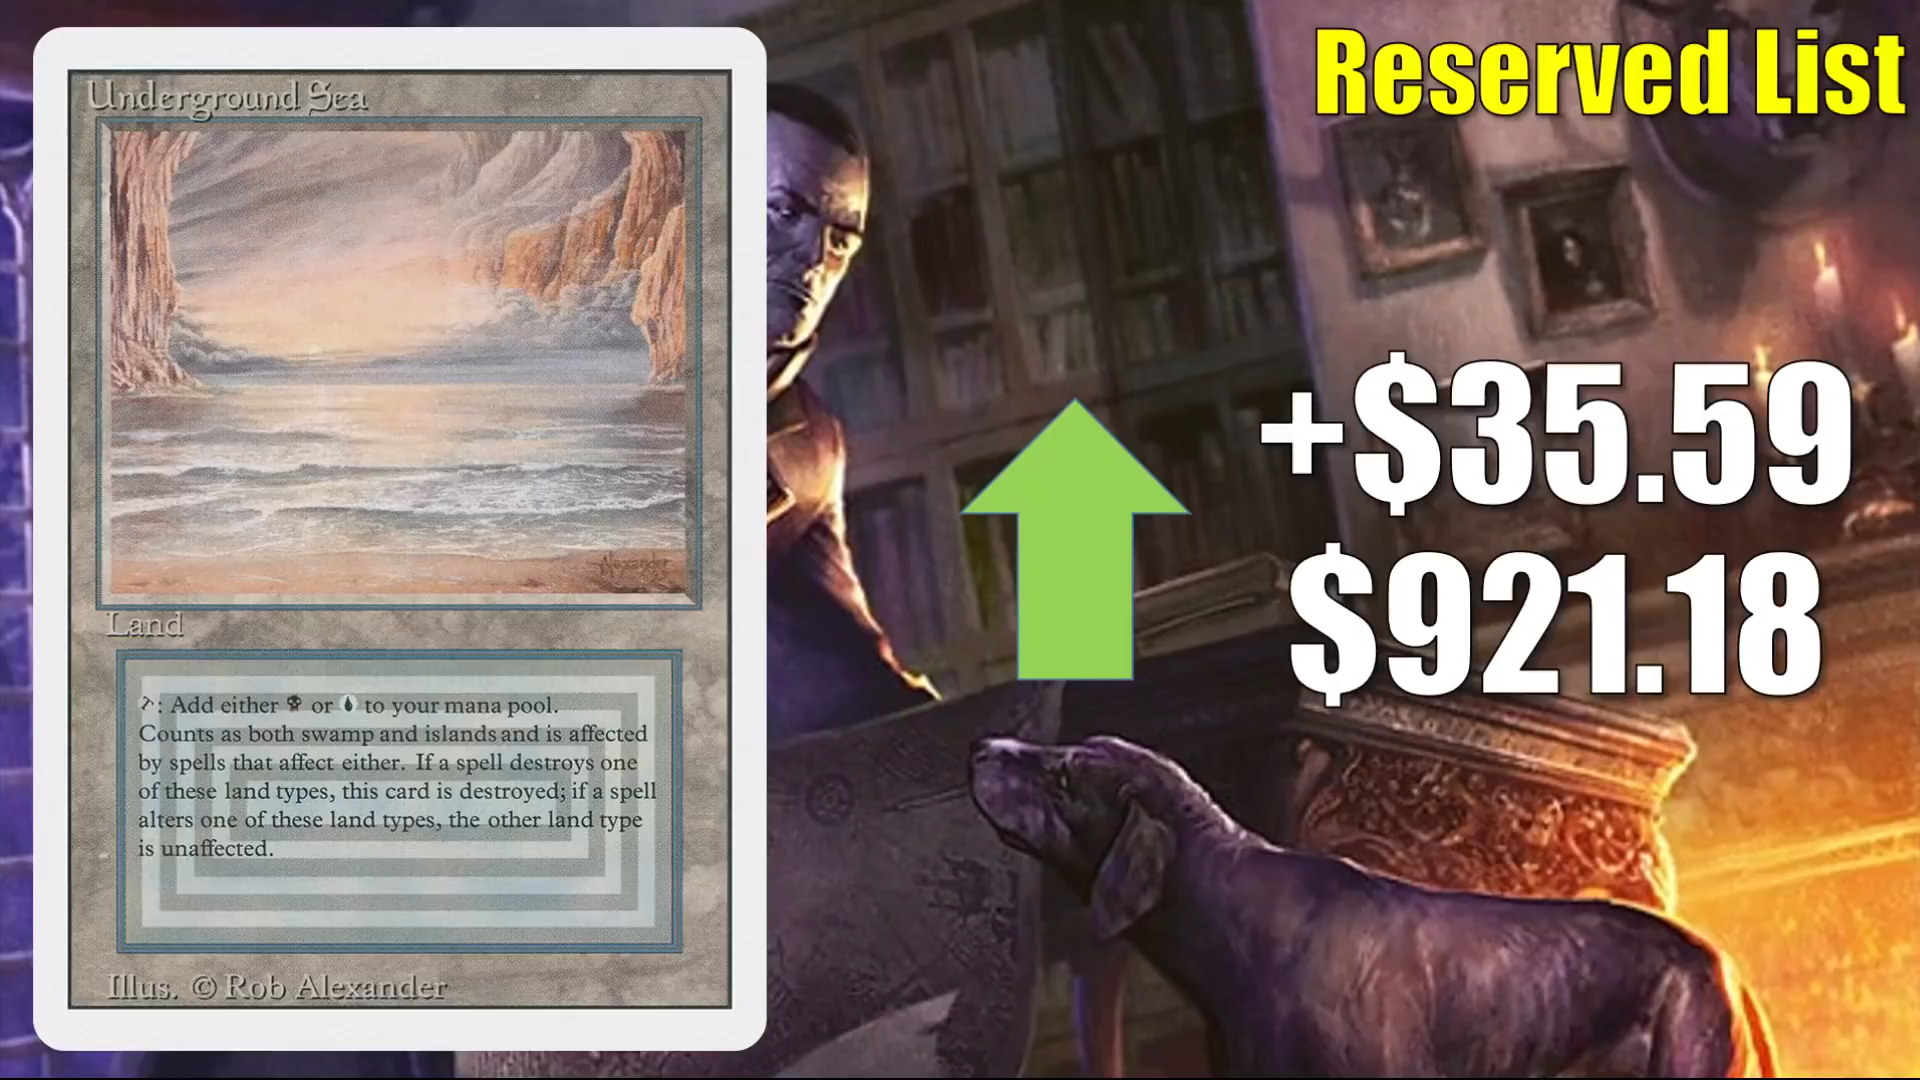 Underground Sea
Alexander
Land
: Add either or to your mana pool.
Counts as both swamp and islands and is affected
by spells that affect either. If a spell destroys one
of these land types, this card is destroyed; if a spell
alters one of these land types, the other land type
is unaffected.
Illus. © Rob Alexander
Reserved List
+$35.59
$921.18